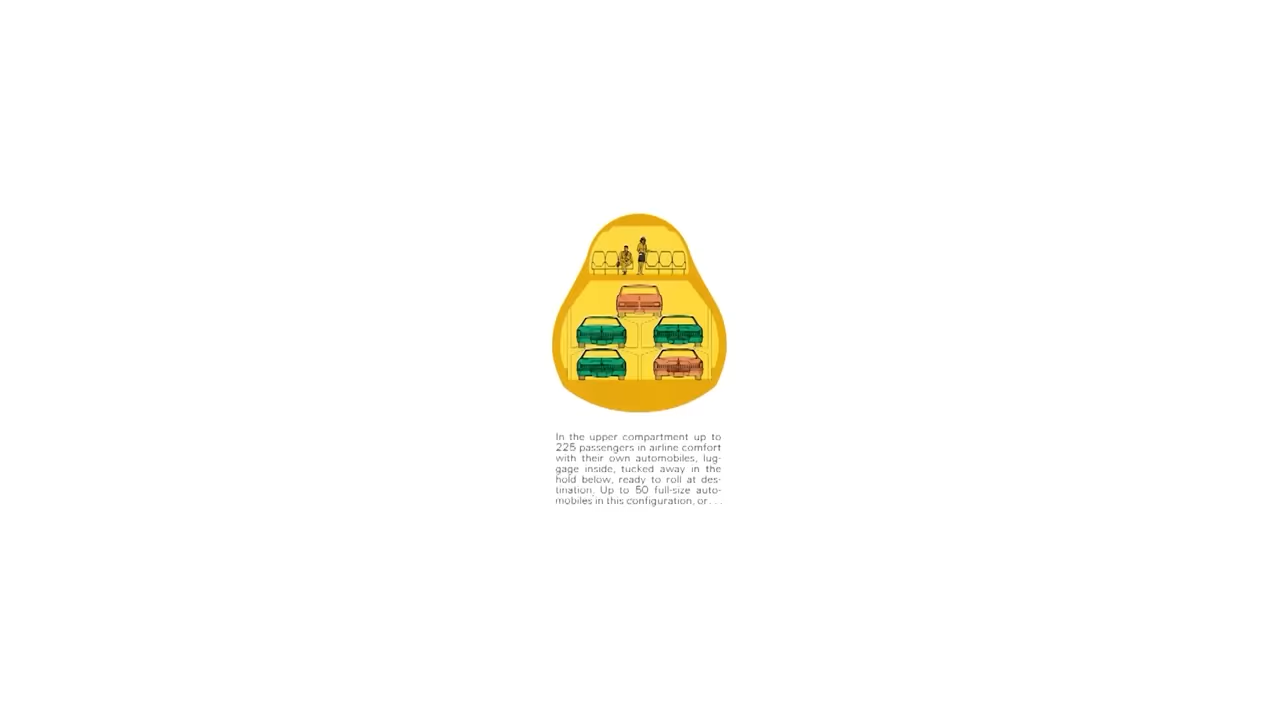 In the upper compartment up to
225 passengers in airline comfort
with their own automobiles, lug-
gage inside, tucked away in the
hold below, ready to roll at des-
tination. Up to 50 full-size auto-
mobiles in this configuration, or . . .